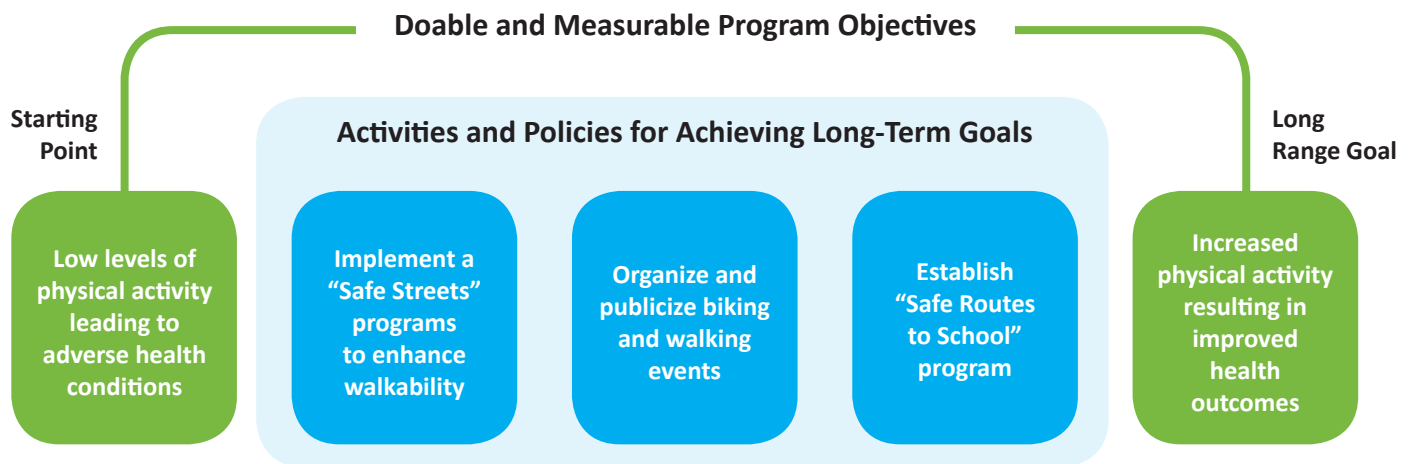 Doable and Measurable Program Objectives
Starting
Point
Activities and Policies for Achieving Long-Term Goals
Long
Range Goal
Low levels of
physical activity
leading to
adverse health
conditions
Implement a
“Safe Streets”
programs
to enhance
walkability
Organize and
publicize biking
and walking
events
Establish
“Safe Routes
to School”
program
Increased
physical activity
resulting in
improved
health
outcomes